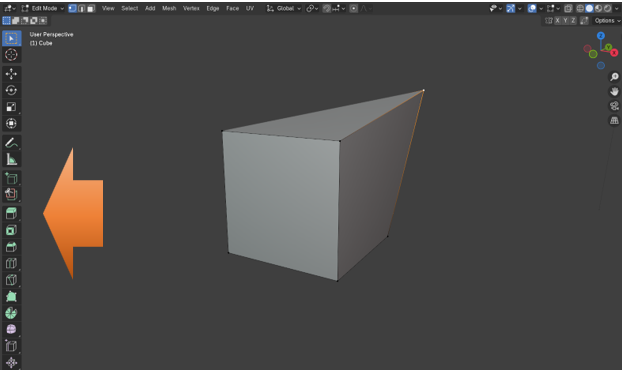 Edit Mode View Select Add Mesh Vertex Edge Face UV Global
X Y Z Options
User Perspective
(1) Cube
Z
Y
X